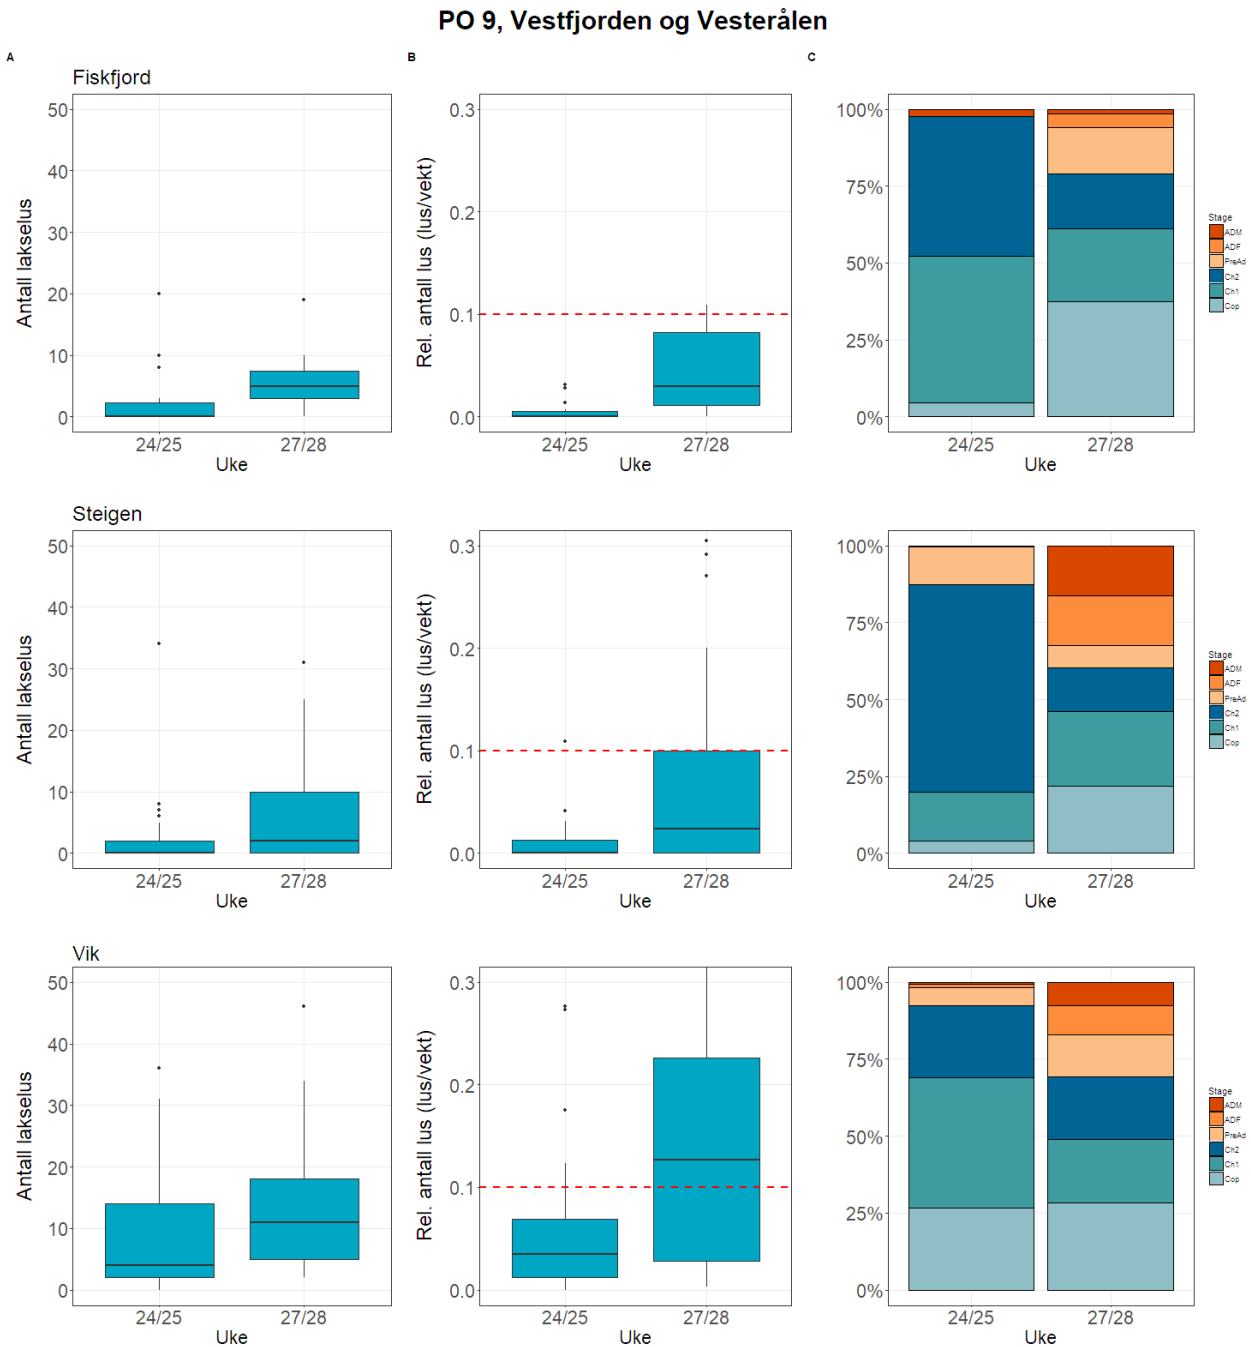 PO 9, Vestfjorden og Vesterålen
A
B
C
Fiskfjord
Antall lakselus
50
40
30
20
10
0
24/25
27/28
Uke
Rel. antall lus (lus/vekt)
0.3
0.2
0.1
0.0
24/25
27/28
Uke
100%
75%
50%
25%
0%
24/25
27/28
Uke
Stage
ADM
ADF
PreAd
Ch2
Ch1
Cop
Steigen
Antall lakselus
50
40
30
20
10
0
24/25
27/28
Uke
Rel. antall lus (lus/vekt)
0.3
0.2
0.1
0.0
24/25
27/28
Uke
100%
75%
50%
25%
0%
24/25
27/28
Uke
Stage
ADM
ADF
PreAd
Ch2
Ch1
Cop
Vik
Antall lakselus
50
40
30
20
10
0
24/25
27/28
Uke
Rel. antall lus (lus/vekt)
0.3
0.2
0.1
0.0
24/25
27/28
Uke
100%
75%
50%
25%
0%
24/25
27/28
Uke
Stage
ADM
ADF
PreAd
Ch2
Ch1
Cop